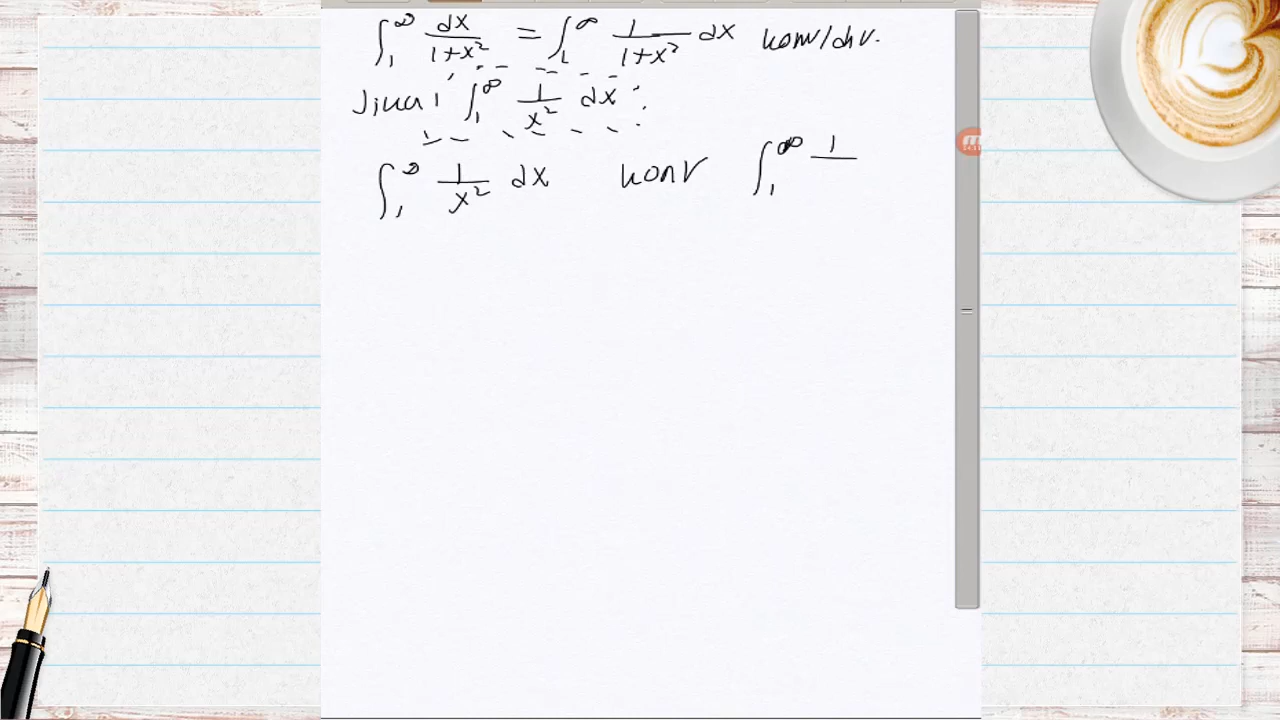 ∫₁^∞ dx/(1+x²) = ∫₁^∞ 1/(1+x²) dx konv/div.
∫₁^∞ 1/x² dx
∫₁^∞ 1/x² dx konv ∫₁^∞ 1/